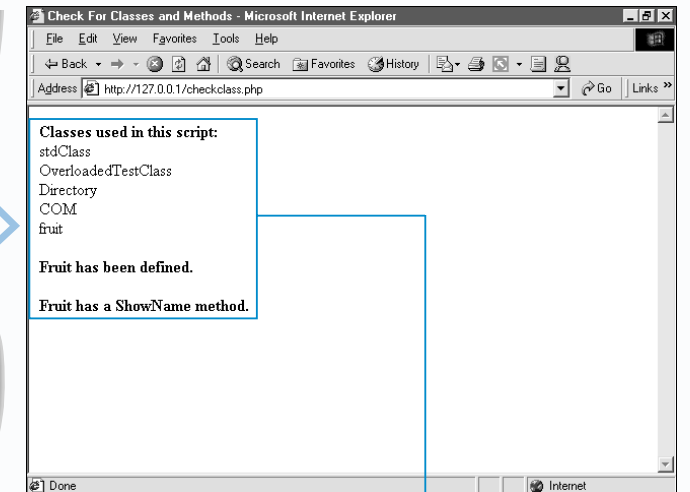 Check For Classes and Methods - Microsoft Internet Explorer
File Edit View Favorites Tools Help
Back Search Favorites History
Address http://127.0.0.1/checkclass.php Go Links »
Classes used in this script:
stdClass
OverloadedTestClass
Directory
COM
fruit
Fruit has been defined.
Fruit has a ShowName method.
Done Internet